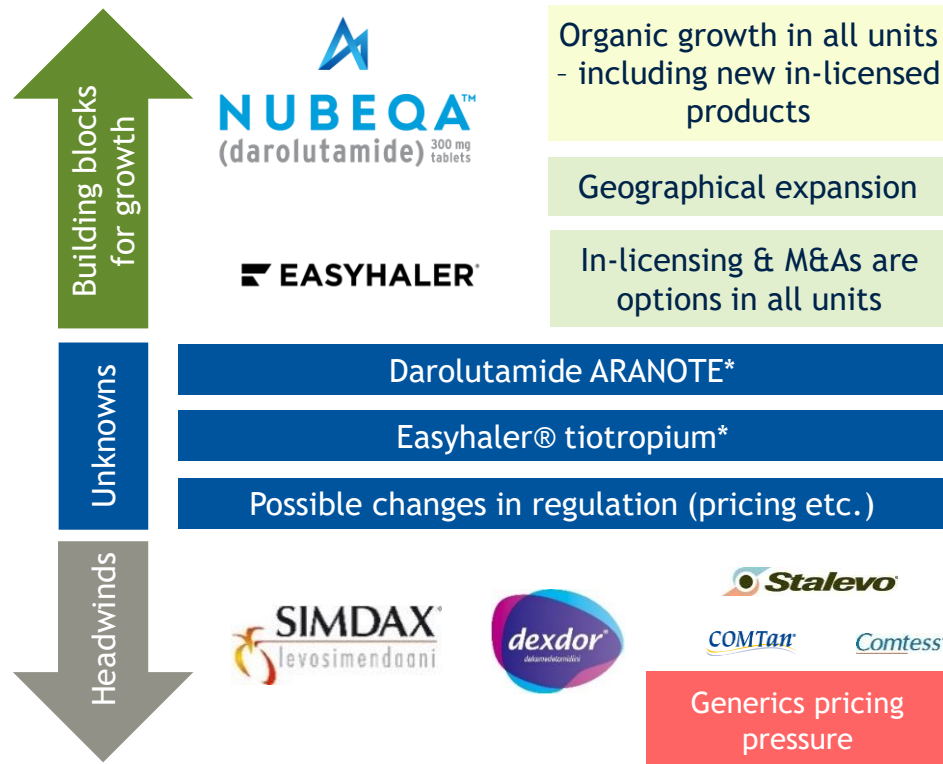 Building blocks
for growth
NUBEQA™
(darolutamide) 300 mg
tablets
Organic growth in all units
– including new in-licensed
products
Geographical expansion
EASYHALER®
In-licensing & M&As are
options in all units
Unknowns
Darolutamide ARANOTE*
Easyhaler® tiotropium*
Possible changes in regulation (pricing etc.)
Headwinds
SIMDAX®
levosimendaani
dexdor®
deksmedetomidiini
Stalevo®
COMTan®
Comtess®
Generics pricing
pressure